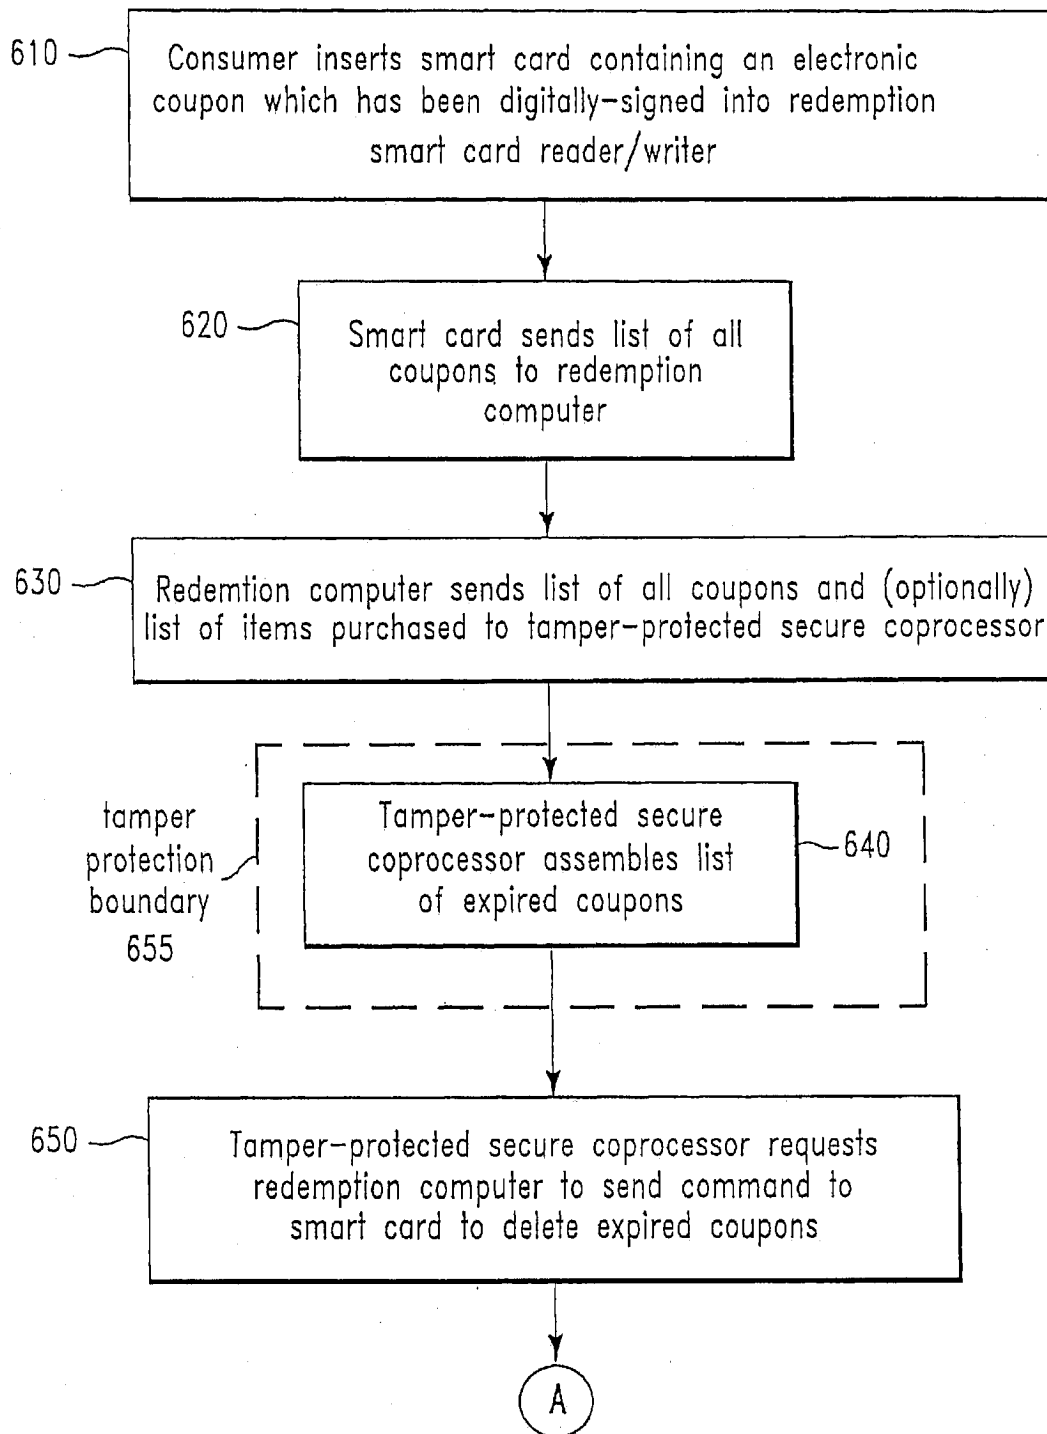 610
Consumer inserts smart card containing an electronic
coupon which has been digitally-signed into redemption
smart card reader/writer
620
Smart card sends list of all
coupons to redemption
computer
630
Redemtion computer sends list of all coupons and (optionally)
list of items purchased to tamper-protected secure coprocessor
tamper
protection
boundary
655
Tamper-protected secure
coprocessor assembles list
of expired coupons
640
650
Tamper-protected secure coprocessor requests
redemption computer to send command to
smart card to delete expired coupons
A